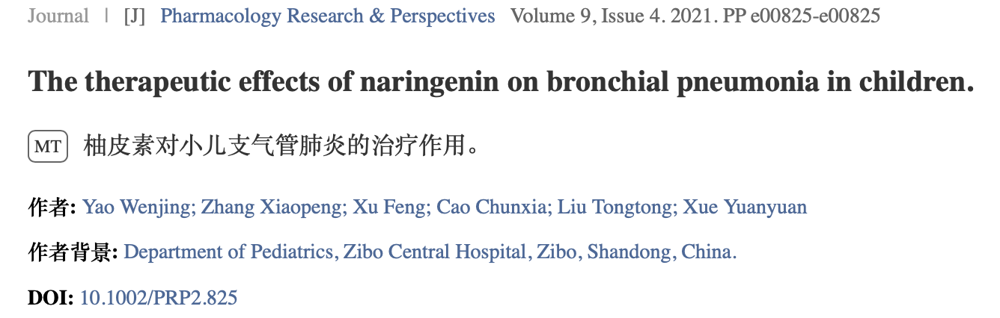 Journal | [J] Pharmacology Research & Perspectives Volume 9, Issue 4. 2021. PP e00825-e00825
The therapeutic effects of naringenin on bronchial pneumonia in children.
MT 柚皮素对小儿支气管肺炎的治疗作用。
作者: Yao Wenjing; Zhang Xiaopeng; Xu Feng; Cao Chunxia; Liu Tongtong; Xue Yuanyuan
作者背景: Department of Pediatrics, Zibo Central Hospital, Zibo, Shandong, China.
DOI: 10.1002/PRP2.825